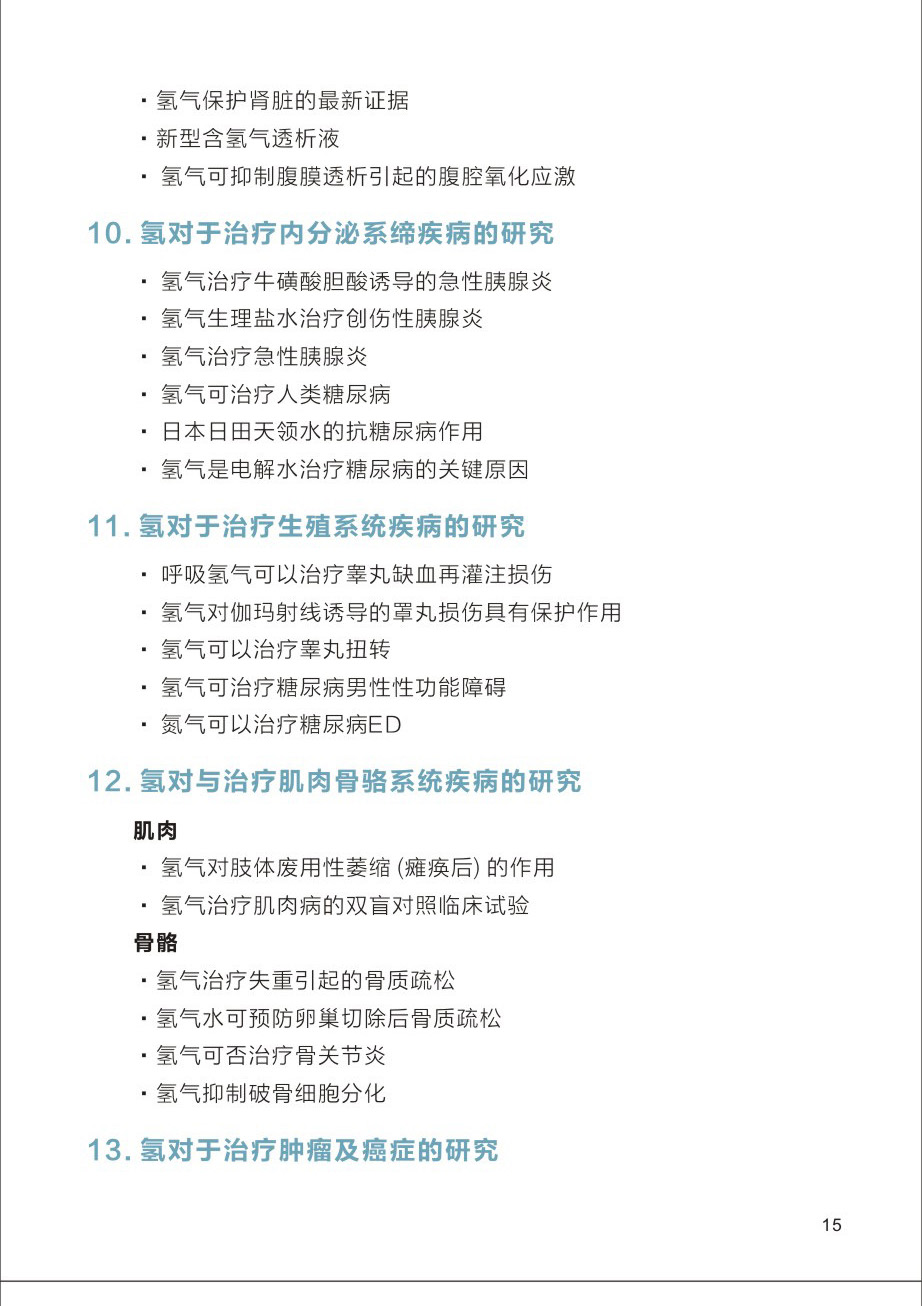 · 氢气保护肾脏的最新证据
· 新型含氢气透析液
· 氢气可抑制腹膜透析引起的腹腔氧化应激
10. 氢对于治疗内分泌系缔疾病的研究
· 氢气治疗牛磺酸胆酸诱导的急性胰腺炎
· 氢气生理盐水治疗创伤性胰腺炎
· 氢气治疗急性胰腺炎
· 氢气可治疗人类糖尿病
· 日本日田天领水的抗糖尿病作用
· 氢气是电解水治疗糖尿病的关键原因
11. 氢对于治疗生殖系统疾病的研究
· 呼吸氢气可以治疗睾丸缺血再灌注损伤
· 氢气对伽玛射线诱导的罩丸损伤具有保护作用
· 氢气可以治疗睾丸扭转
· 氢气可治疗糖尿病男性性功能障碍
· 氮气可以治疗糖尿病ED
12. 氢对与治疗肌肉骨骆系统疾病的研究
肌肉
· 氢气对肢体废用性萎缩 (瘫痪后) 的作用
· 氢气治疗肌肉病的双盲对照临床试验
骨骼
· 氢气治疗失重引起的骨质疏松
· 氢气水可预防卵巢切除后骨质疏松
· 氢气可否治疗骨关节炎
· 氢气抑制破骨细胞分化
13. 氢对于治疗肿瘤及癌症的研究
15